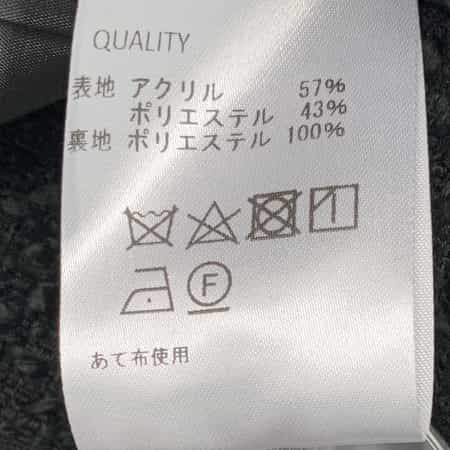 QUALITY
表地 アクリル 57%
ポリエステル 43%
裏地 ポリエステル 100%
F
あて布使用